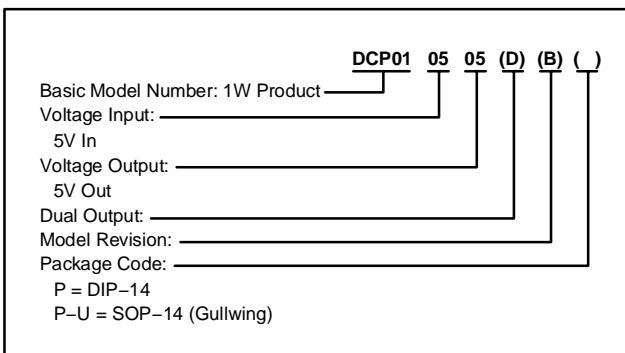 DCP01 05 05 (D) (B) ( )
Basic Model Number: 1W Product
Voltage Input:
5V In
Voltage Output:
5V Out
Dual Output:
Model Revision:
Package Code:
P = DIP−14
P−U = SOP−14 (Gullwing)